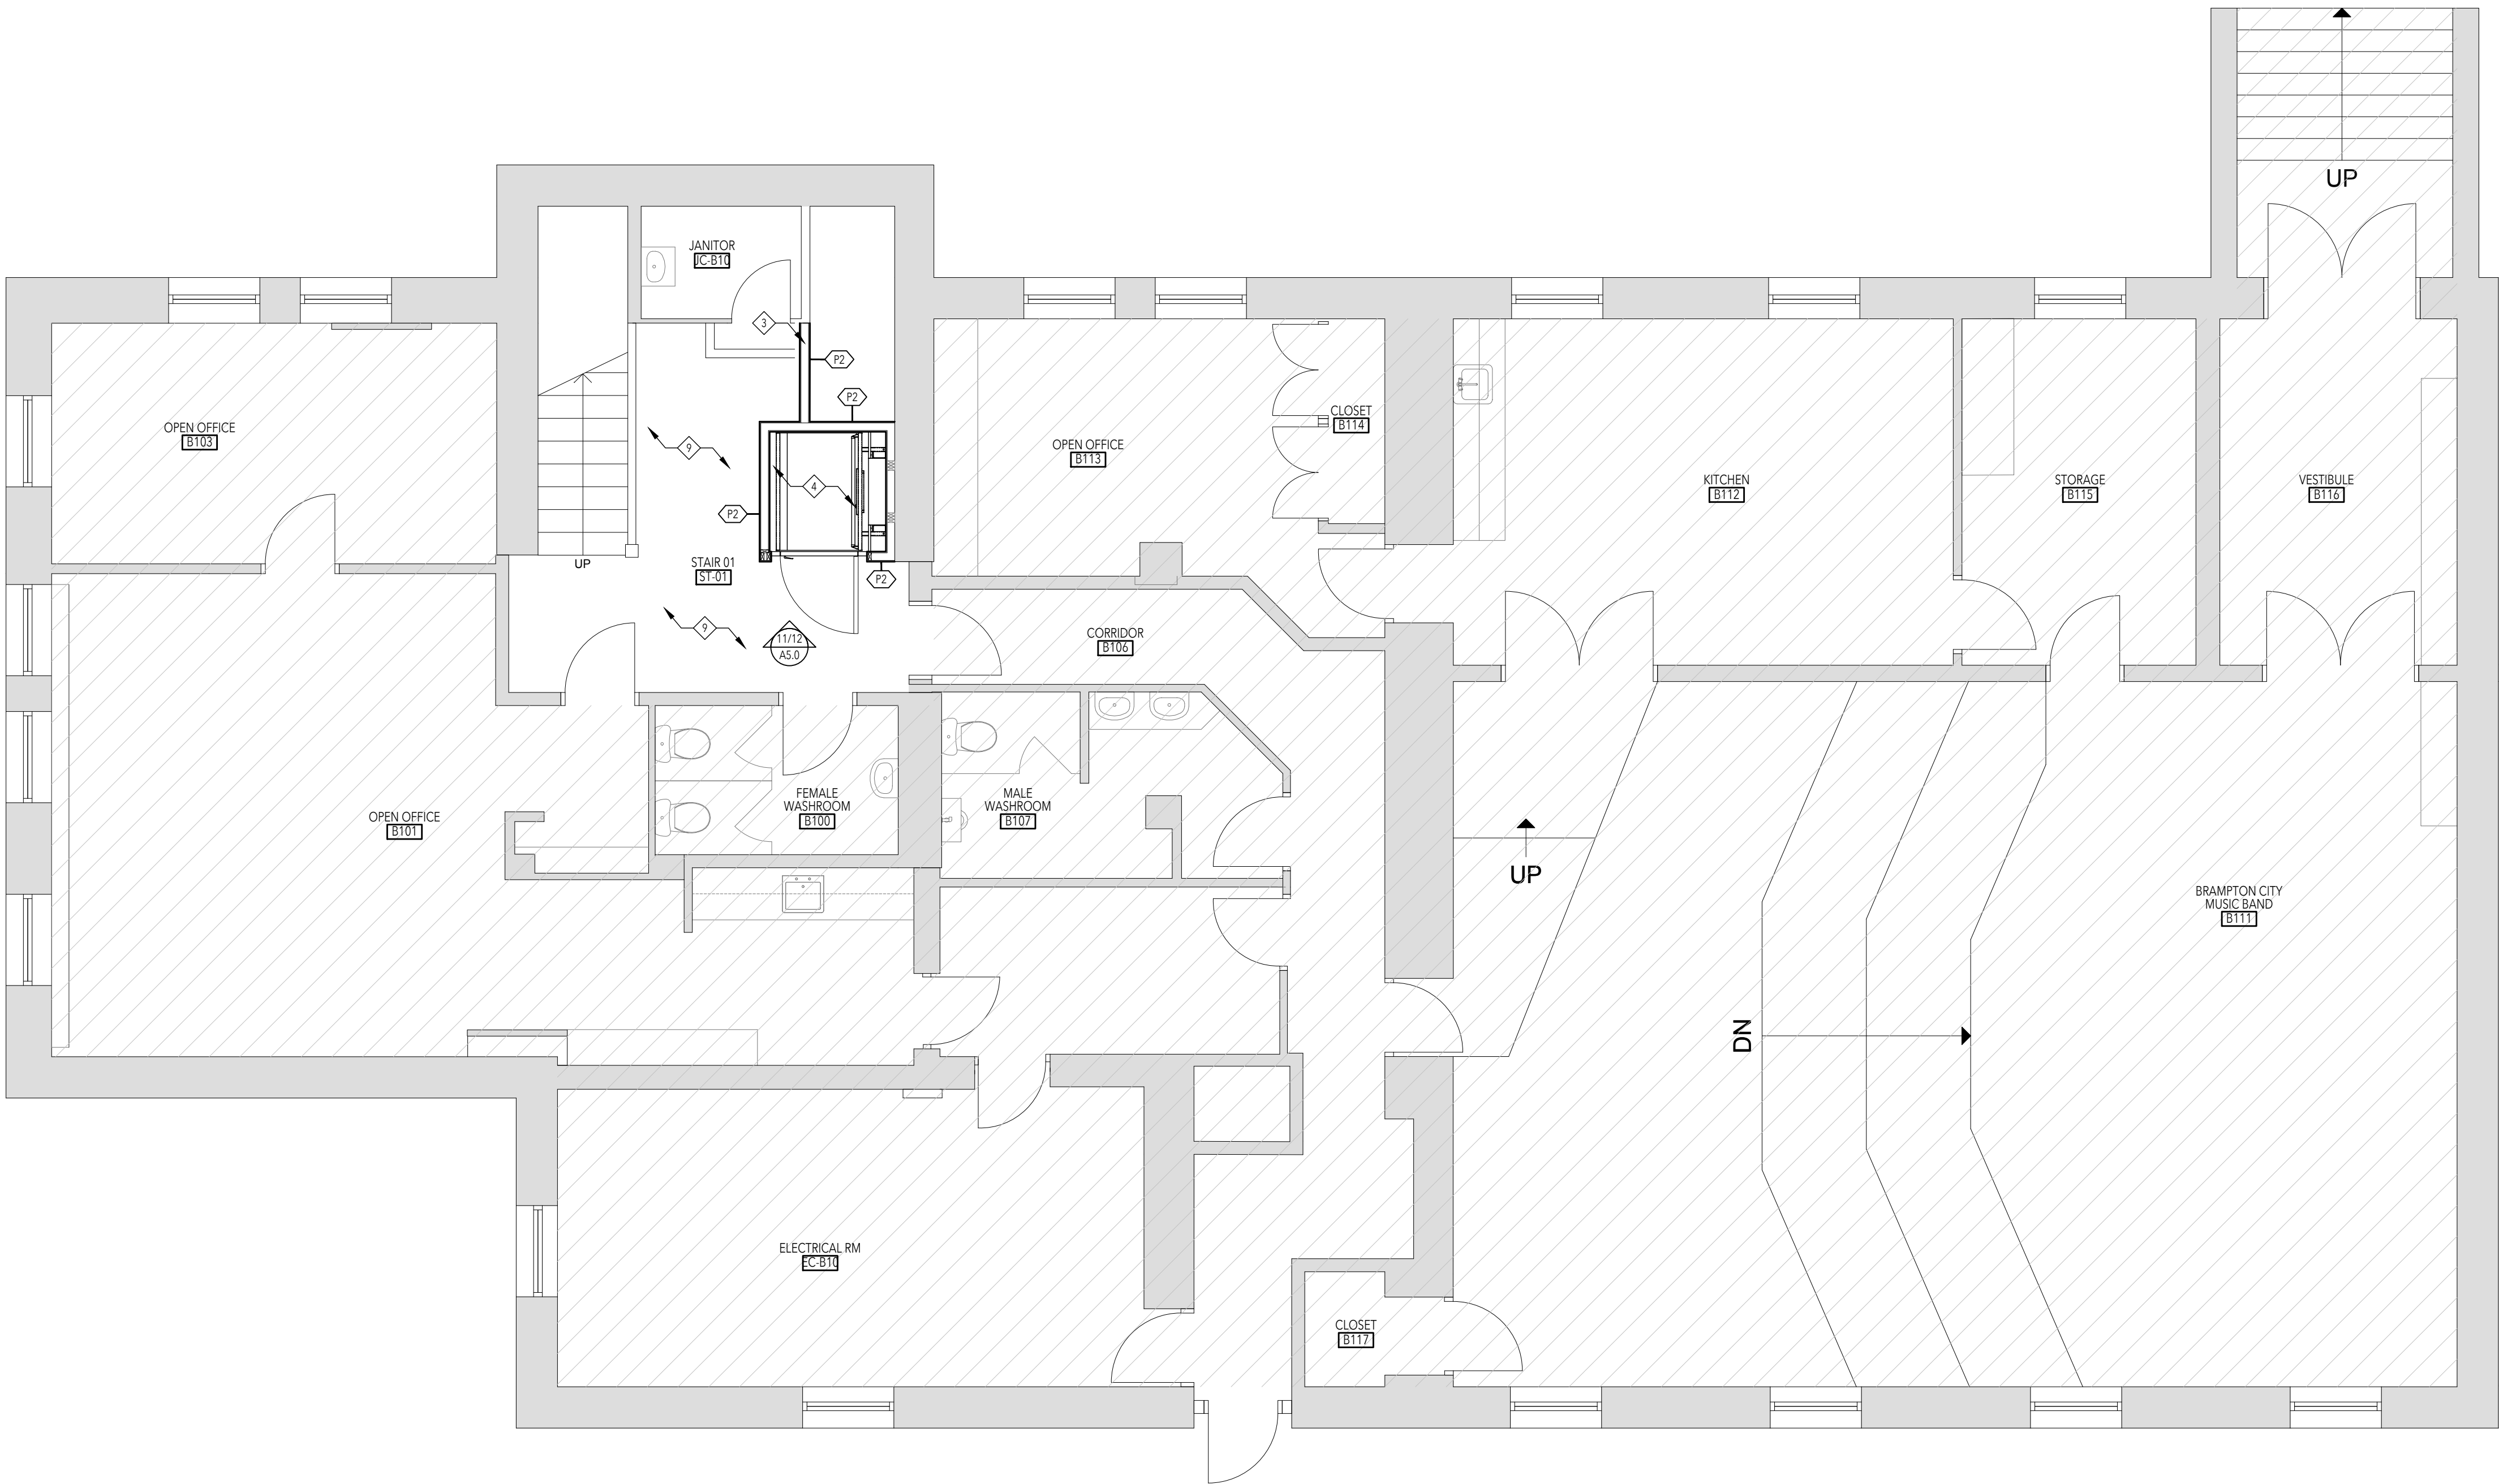 UP
JANITOR
JC-B10
3
P2
P2
OPEN OFFICE
B103
9
OPEN OFFICE
B113
CLOSET
B114
4
P2
KITCHEN
B112
STORAGE
B115
VESTIBULE
B116
UP
STAIR 01
ST-01
P2
9
11/12
A5.0
CORRIDOR
B106
OPEN OFFICE
B101
FEMALE
WASHROOM
B100
MALE
WASHROOM
B107
UP
BRAMPTON CITY
MUSIC BAND
B111
DN
ELECTRICAL RM
EC-B10
CLOSET
B117